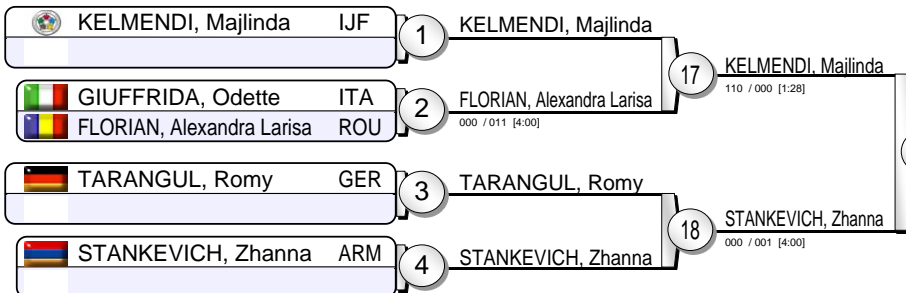 KELMENDI, Majlinda IJF
1 KELMENDI, Majlinda
17 KELMENDI, Majlinda
110 / 000 [1:28]
GIUFFRIDA, Odette ITA
2 FLORIAN, Alexandra Larisa
FLORIAN, Alexandra Larisa ROU
000 / 011 [4:00]
TARANGUL, Romy GER
3 TARANGUL, Romy
18 STANKEVICH, Zhanna
000 / 001 [4:00]
STANKEVICH, Zhanna ARM
4 STANKEVICH, Zhanna